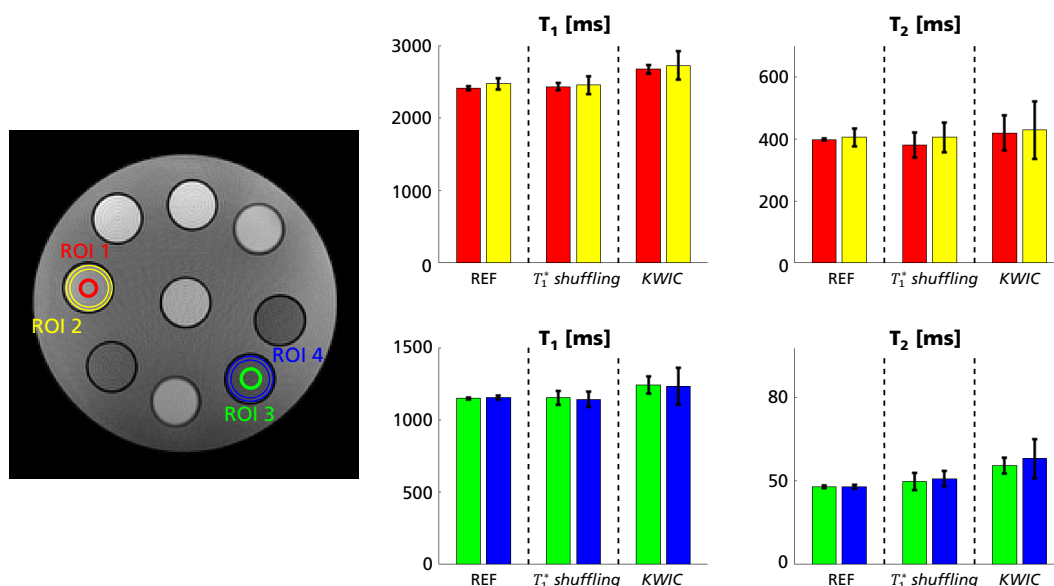 ROI 1
ROI 2
ROI 4
ROI 3
T₁ [ms]
3000
2000
1000
0
REF
T₁* shuffling
KWIC
T₂ [ms]
600
400
200
0
REF
T₁* shuffling
KWIC
T₁ [ms]
1500
1000
500
0
REF
T₁* shuffling
KWIC
T₂ [ms]
80
50
0
REF
T₁* shuffling
KWIC